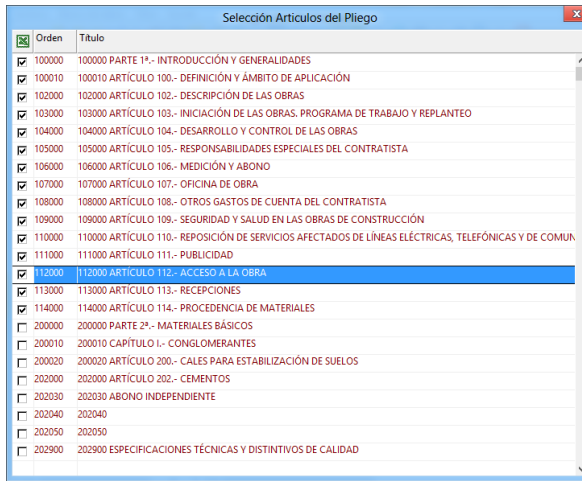 Selección Articulos del Pliego
x
Orden Título
100000 100000 PARTE 1ª.- INTRODUCCIÓN Y GENERALIDADES
100010 100010 ARTÍCULO 100.- DEFINICIÓN Y ÁMBITO DE APLICACIÓN
102000 102000 ARTÍCULO 102.- DESCRIPCIÓN DE LAS OBRAS
103000 103000 ARTÍCULO 103.- INICIACIÓN DE LAS OBRAS. PROGRAMA DE TRABAJO Y REPLANTEO
104000 104000 ARTÍCULO 104.- DESARROLLO Y CONTROL DE LAS OBRAS
105000 105000 ARTÍCULO 105.- RESPONSABILIDADES ESPECIALES DEL CONTRATISTA
106000 106000 ARTÍCULO 106.- MEDICIÓN Y ABONO
107000 107000 ARTÍCULO 107.- OFICINA DE OBRA
108000 108000 ARTÍCULO 108.- OTROS GASTOS DE CUENTA DEL CONTRATISTA
109000 109000 ARTÍCULO 109.- SEGURIDAD Y SALUD EN LAS OBRAS DE CONSTRUCCIÓN
110000 110000 ARTÍCULO 110.- REPOSICIÓN DE SERVICIOS AFECTADOS DE LÍNEAS ELÉCTRICAS, TELEFÓNICAS Y DE COMUN
111000 111000 ARTÍCULO 111.- PUBLICIDAD
112000 112000 ARTÍCULO 112.- ACCESO A LA OBRA
113000 113000 ARTÍCULO 113.- RECEPCIONES
114000 114000 ARTÍCULO 114.- PROCEDENCIA DE MATERIALES
200000 200000 PARTE 2ª.- MATERIALES BÁSICOS
200010 200010 CAPÍTULO I.- CONGLOMERANTES
200020 200020 ARTÍCULO 200.- CALES PARA ESTABILIZACIÓN DE SUELOS
202000 202000 ARTÍCULO 202.- CEMENTOS
202030 202030 ABONO INDEPENDIENTE
202040 202040
202050 202050
202900 202900 ESPECIFICACIONES TÉCNICAS Y DISTINTIVOS DE CALIDAD